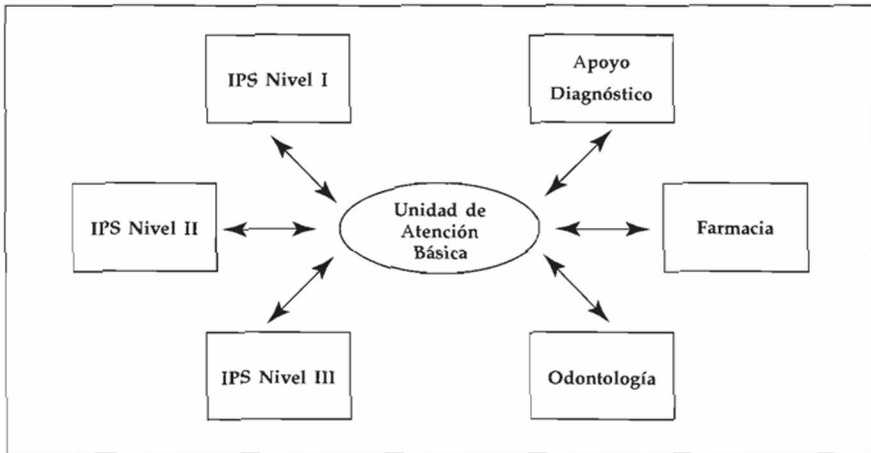 IPS Nivel I
Apoyo
Diagnóstico
IPS Nivel II
Unidad de
Atención
Básica
Farmacia
IPS Nivel III
Odontología